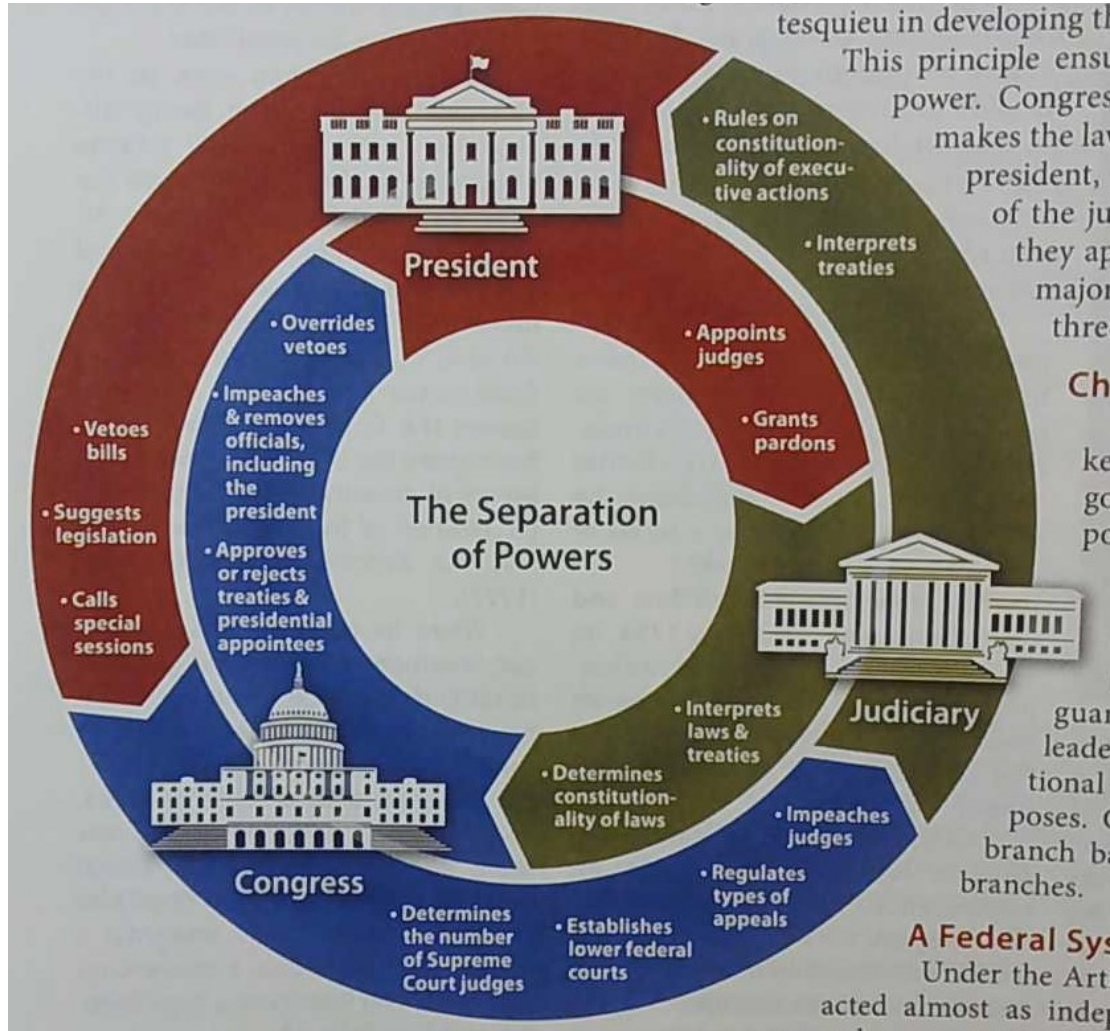 tesquieu in developing th
This principle ensu
power. Congres
makes the la
president,
of the ju
they ap
major
thre
Ch
ke
go
po
guar
leade
tional
poses. C
branch ba
branches.
A Federal Sys
Under the Art
acted almost as indep
President
• Rules on
constitution-
ality of execu-
tive actions
• Interprets
treaties
• Appoints
judges
• Grants
pardons
• Overrides
vetoes
• Impeaches
& removes
officials,
including
the
president
• Approves
or rejects
treaties &
presidential
appointees
• Vetoes
bills
• Suggests
legislation
• Calls
special
sessions
The Separation
of Powers
Judiciary
• Interprets
laws &
treaties
• Determines
constitution-
ality of laws
Congress
• Impeaches
judges
• Regulates
types of
appeals
• Establishes
lower federal
courts
• Determines
the number
of Supreme
Court judges